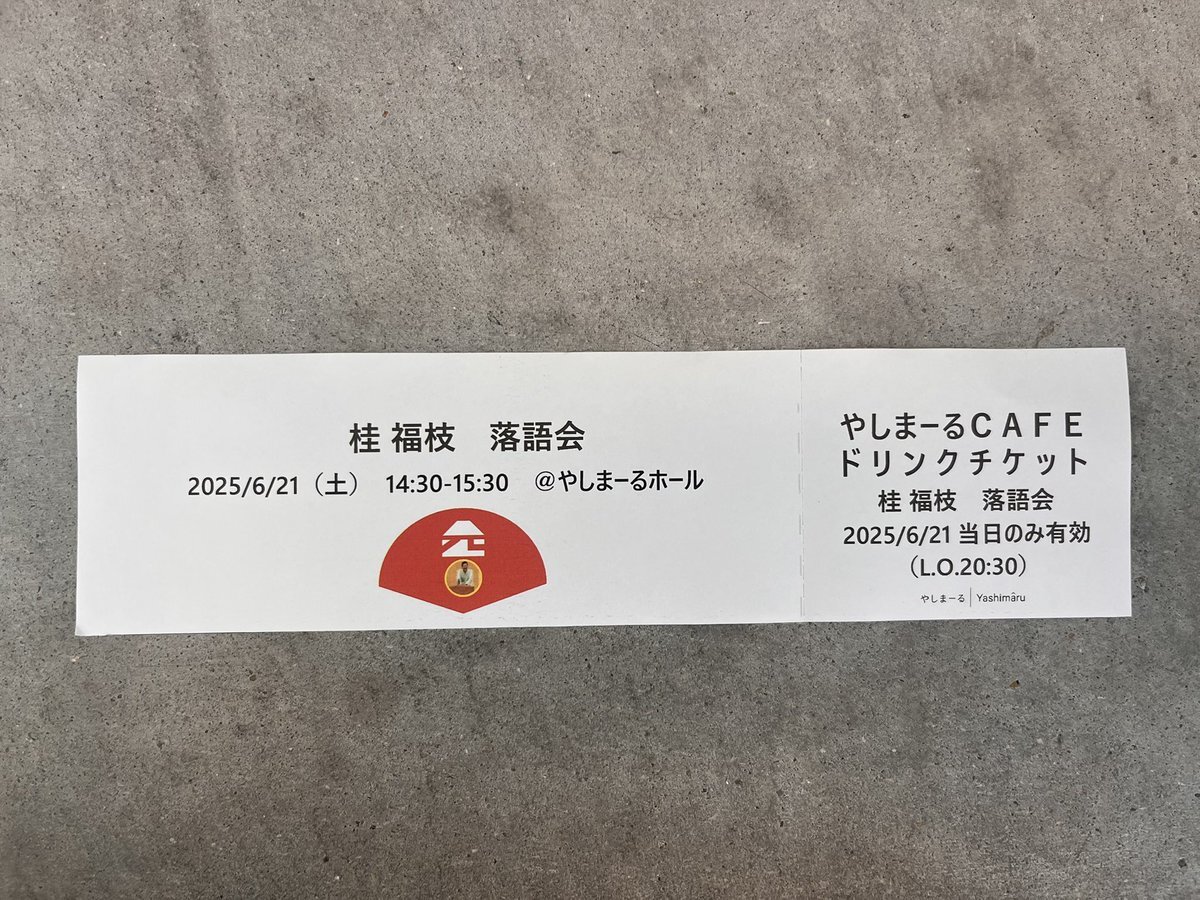 桂 福枝　落語会
2025/6/21（土）　14:30-15:30　@やしまーるホール
やしまーるＣＡＦＥ
ドリンクチケット
桂 福枝　落語会
2025/6/21 当日のみ有効
（L.O.20:30）
やしまーる | Yashimāru